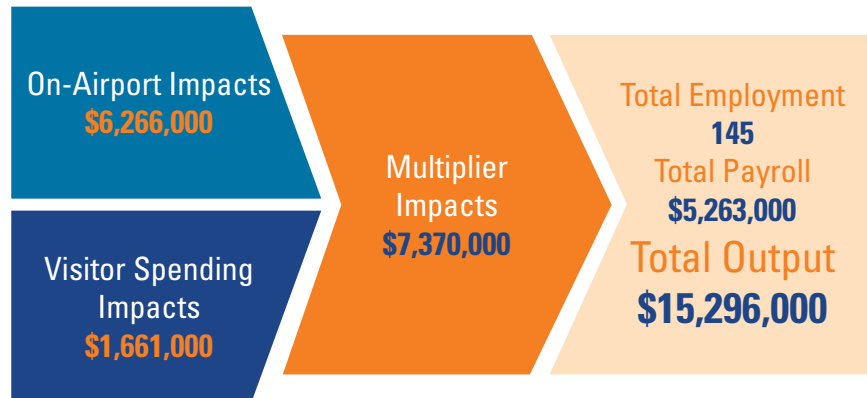 On-Airport Impacts
$6,266,000
Visitor Spending
Impacts
$1,661,000
Multiplier
Impacts
$7,370,000
Total Employment
145
Total Payroll
$5,263,000
Total Output
$15,296,000